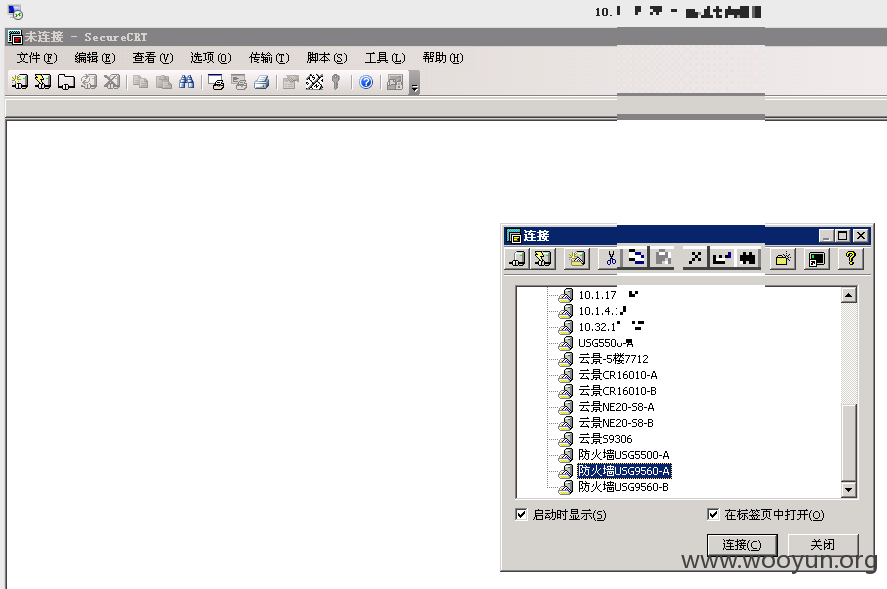 10.
未连接 - SecureCRT
文件(F) 编辑(E) 查看(V) 选项(O) 传输(T) 脚本(S) 工具(L) 帮助(H)
连接
10.1.17
10.1.4.
10.32.1
USG550
云景-5楼7712
云景CR16010-A
云景CR16010-B
云景NE20-S8-A
云景NE20-S8-B
云景S9306
防火墙USG5500-A
防火墙USG9560-A
防火墙USG9560-B
启动时显示(S) 在标签页中打开(O)
连接(C) 关闭
www.wooyun.org